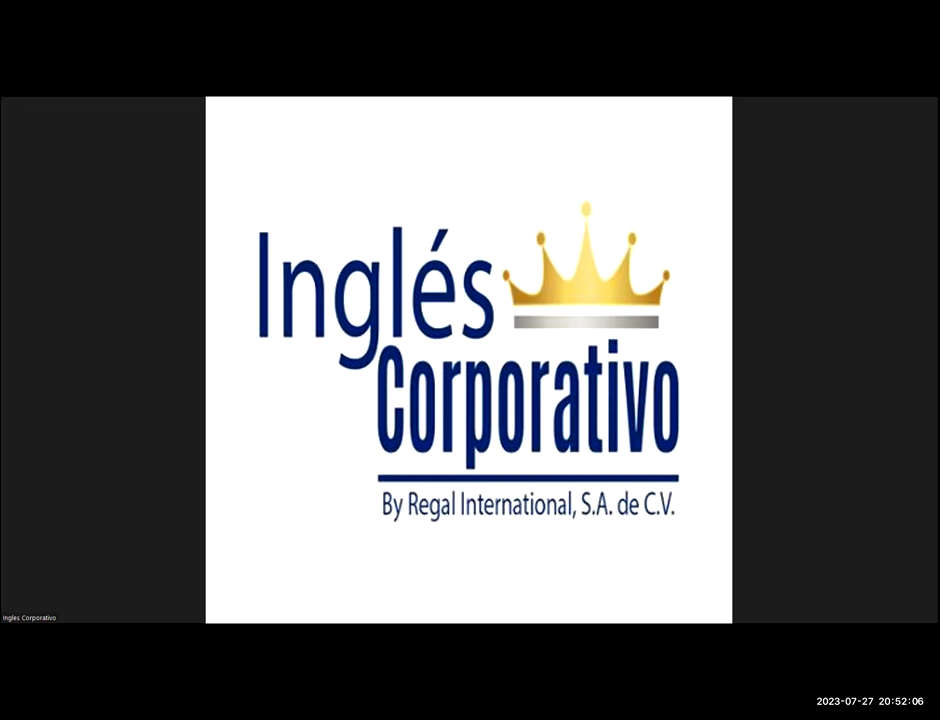 Inglés
Corporativo
By Regal International, S.A. de C.V.
Ingles Corporativo
2023-07-27 20:52:06